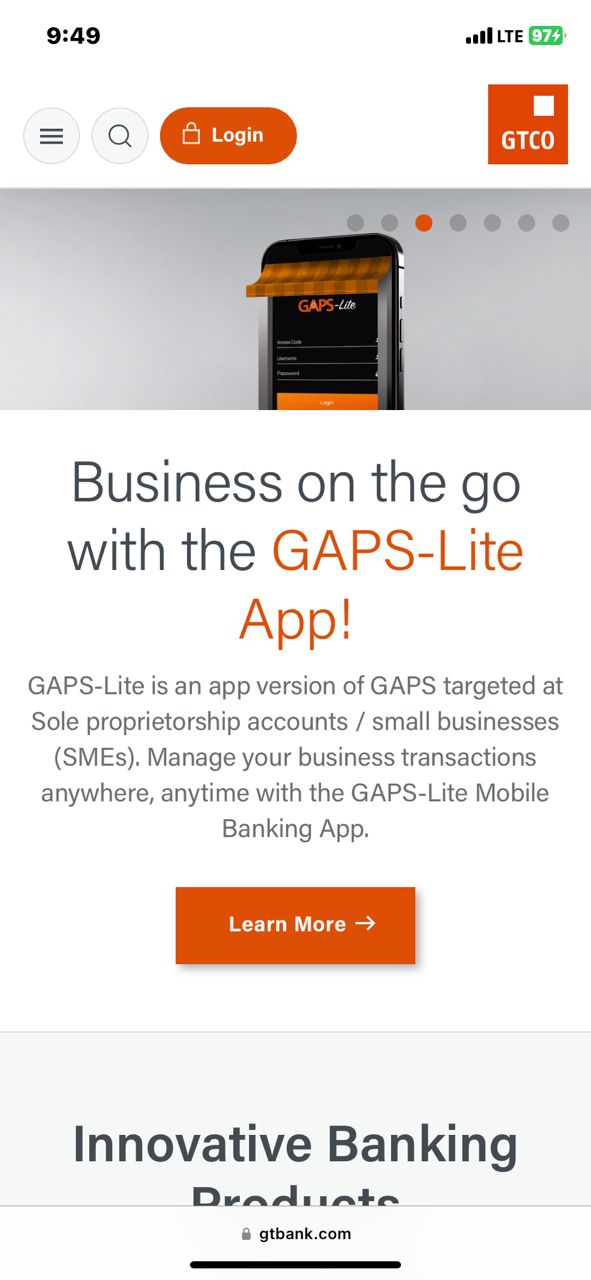 9:49
LTE 97
Login
GTCO
GAPS-Lite
Access Code
Username
Password
Login
Business on the go
with the GAPS-Lite
App!
GAPS-Lite is an app version of GAPS targeted at
Sole proprietorship accounts / small businesses
(SMEs). Manage your business transactions
anywhere, anytime with the GAPS-Lite Mobile
Banking App.
Learn More →
Innovative Banking
Products
gtbank.com